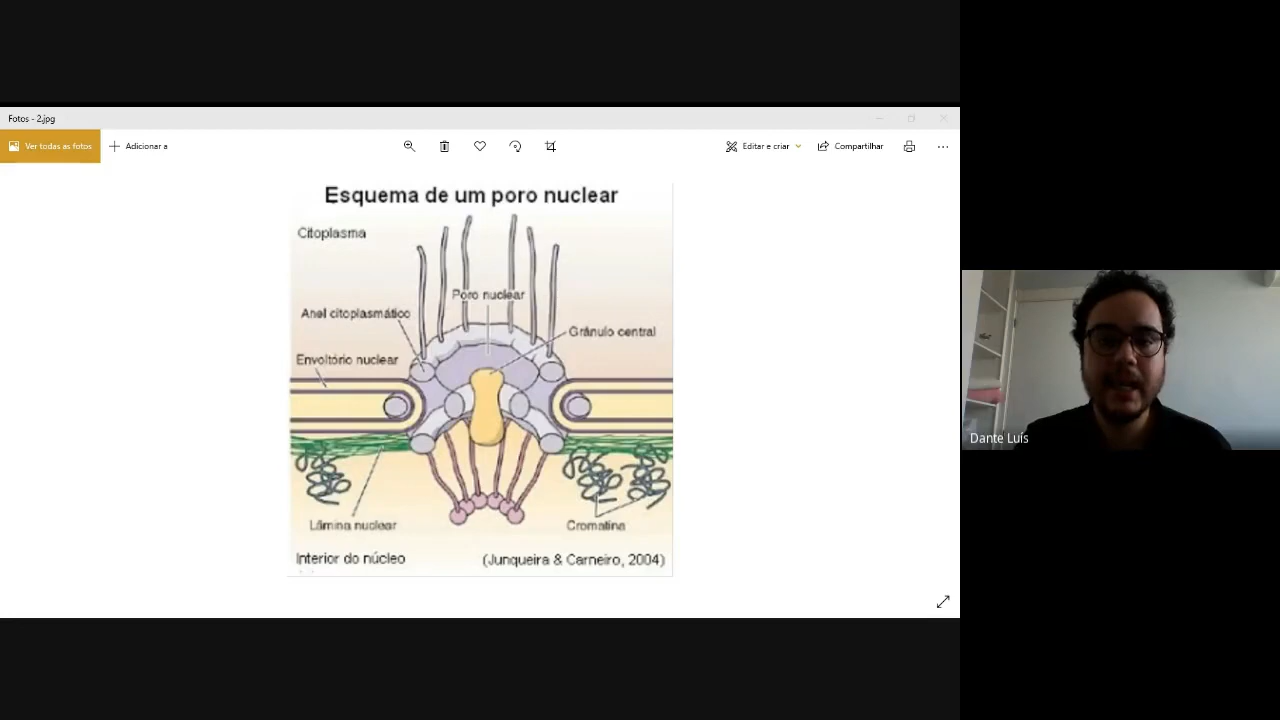 Fotos - 2.jpg
Ver todas as fotos
Adicionar a
Editar e criar
Compartilhar
Esquema de um poro nuclear
Citoplasma
Poro nuclear
Anel citoplasmático
Grânulo central
Envoltório nuclear
Lâmina nuclear
Cromatina
Interior do núcleo
(Junqueira & Carneiro, 2004)
Dante Luís